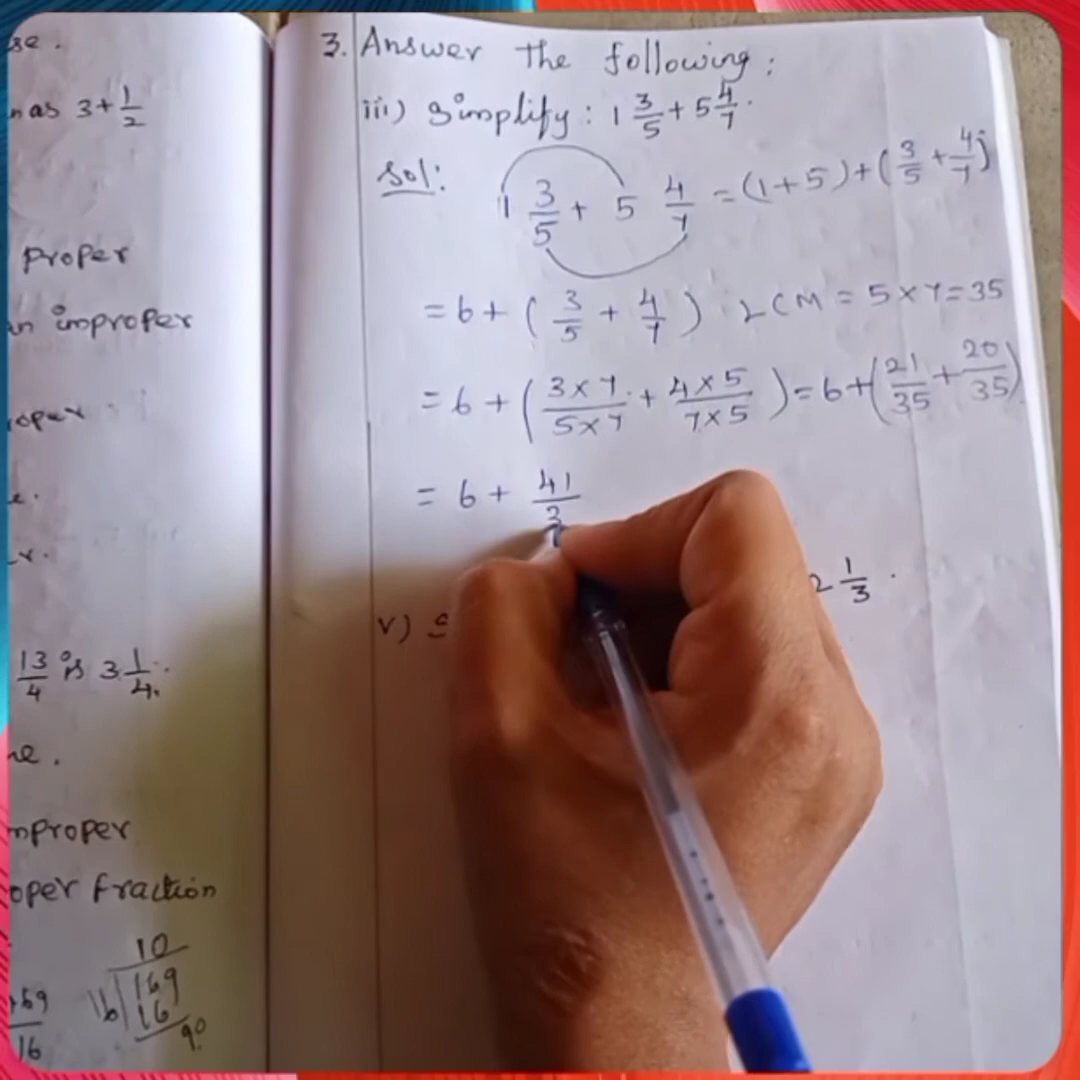 se.
as 3+1/2
Proper
improper
oper
e.
r.
13/4 is 3 1/4.
ne.
mproper
oper fraction
10
16 169
16
9
69/16
3. Answer the following:
iii) Simplify: 1 3/5 + 5 4/7.
Sol:
1 3/5 + 5 4/7 = (1+5)+(3/5 + 4/7)
= 6 + (3/5 + 4/7) LCM = 5×7=35
= 6 + (3×7/5×7 + 4×5/7×5) = 6+(21/35 + 20/35)
= 6 + 41/3
v) S 2 1/3.